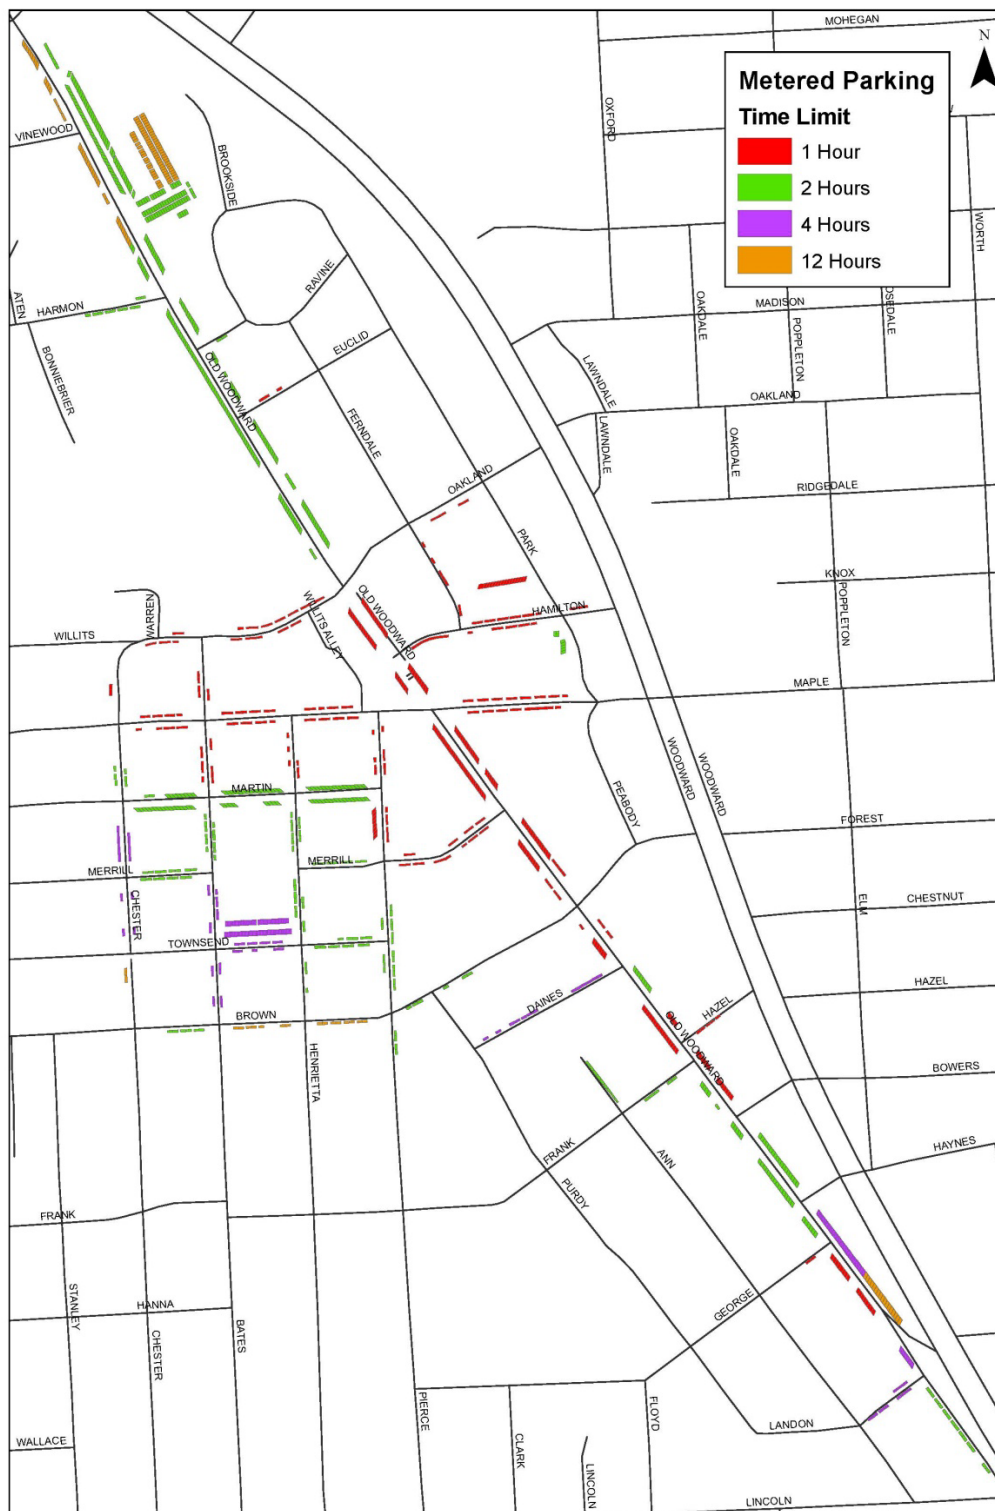 MOHEGAN
N
Metered Parking
Time Limit
1 Hour
2 Hours
4 Hours
12 Hours
OXFORD
VINEWOOD
BROOKSIDE
WORTH
RAVINE
ATEN
HARMON
OAKDALE
MADISON
POPPLETON
OSEDALE
BONNIEBRIER
OLD WOODWARD
EUCLID
LAWNDALE
OAKLAND
FERNDALE
LAWNDALE
OAKDALE
OAKLAND
RIDGEDALE
PARK
KNOX
POPPLETON
WARREN
WILLITS
WILLITS ALLEY
OLD WOODWARD
HAMILTON
MAPLE
WOODWARD
WOODWARD
MARTIN
PEABODY
FOREST
MERRILL
MERRILL
CHESTER
ELM
CHESTNUT
TOWNSEND
DAINES
HAZEL
HAZEL
BROWN
OLD WOODWARD
HENRIETTA
BOWERS
FRANK
ANN
HAYNES
PURDY
FRANK
STANLEY
HANNA
CHESTER
BATES
GEORGE
PIERCE
CLARK
FLOYD
LANDON
WALLACE
LINCOLN
LINCOLN